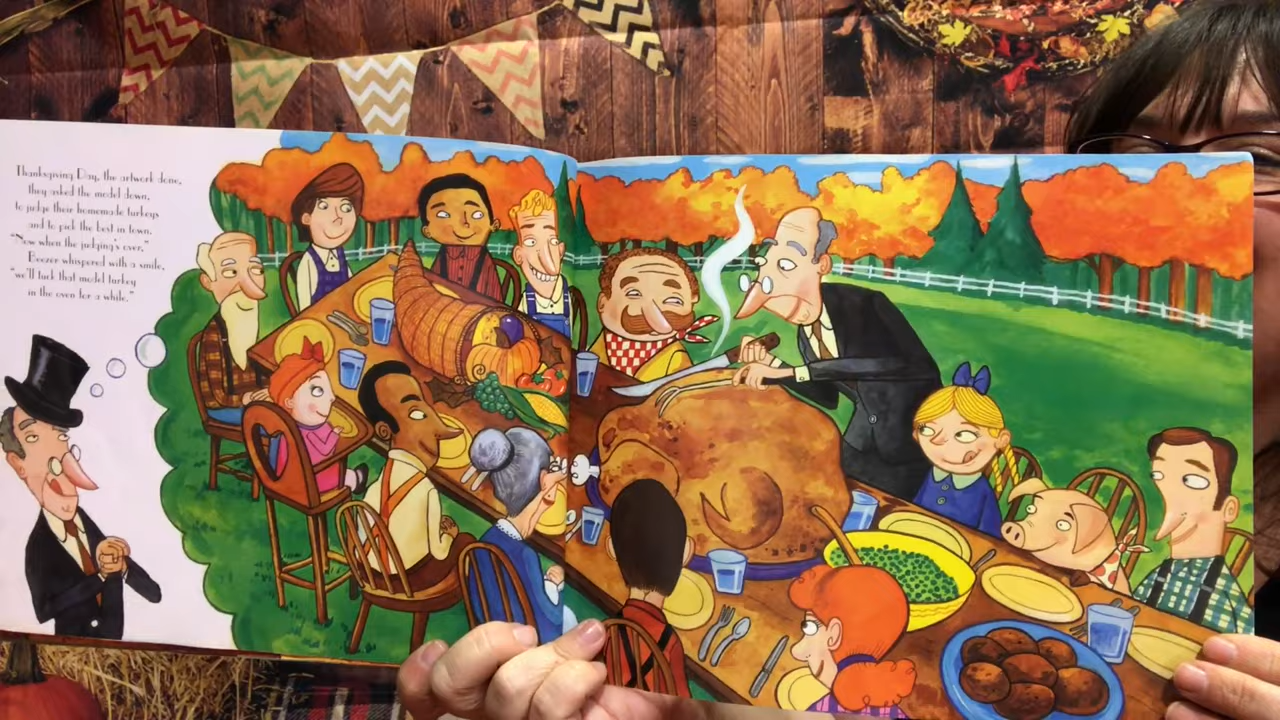 Thanksgiving Day, the artwork done,
they asked the model down,
to judge their homemade turkeys
and to pick the best in town.
"Now when the judging's over,"
Beezer whispered with a smile,
"we'll tuck that model turkey
in the oven for a while."